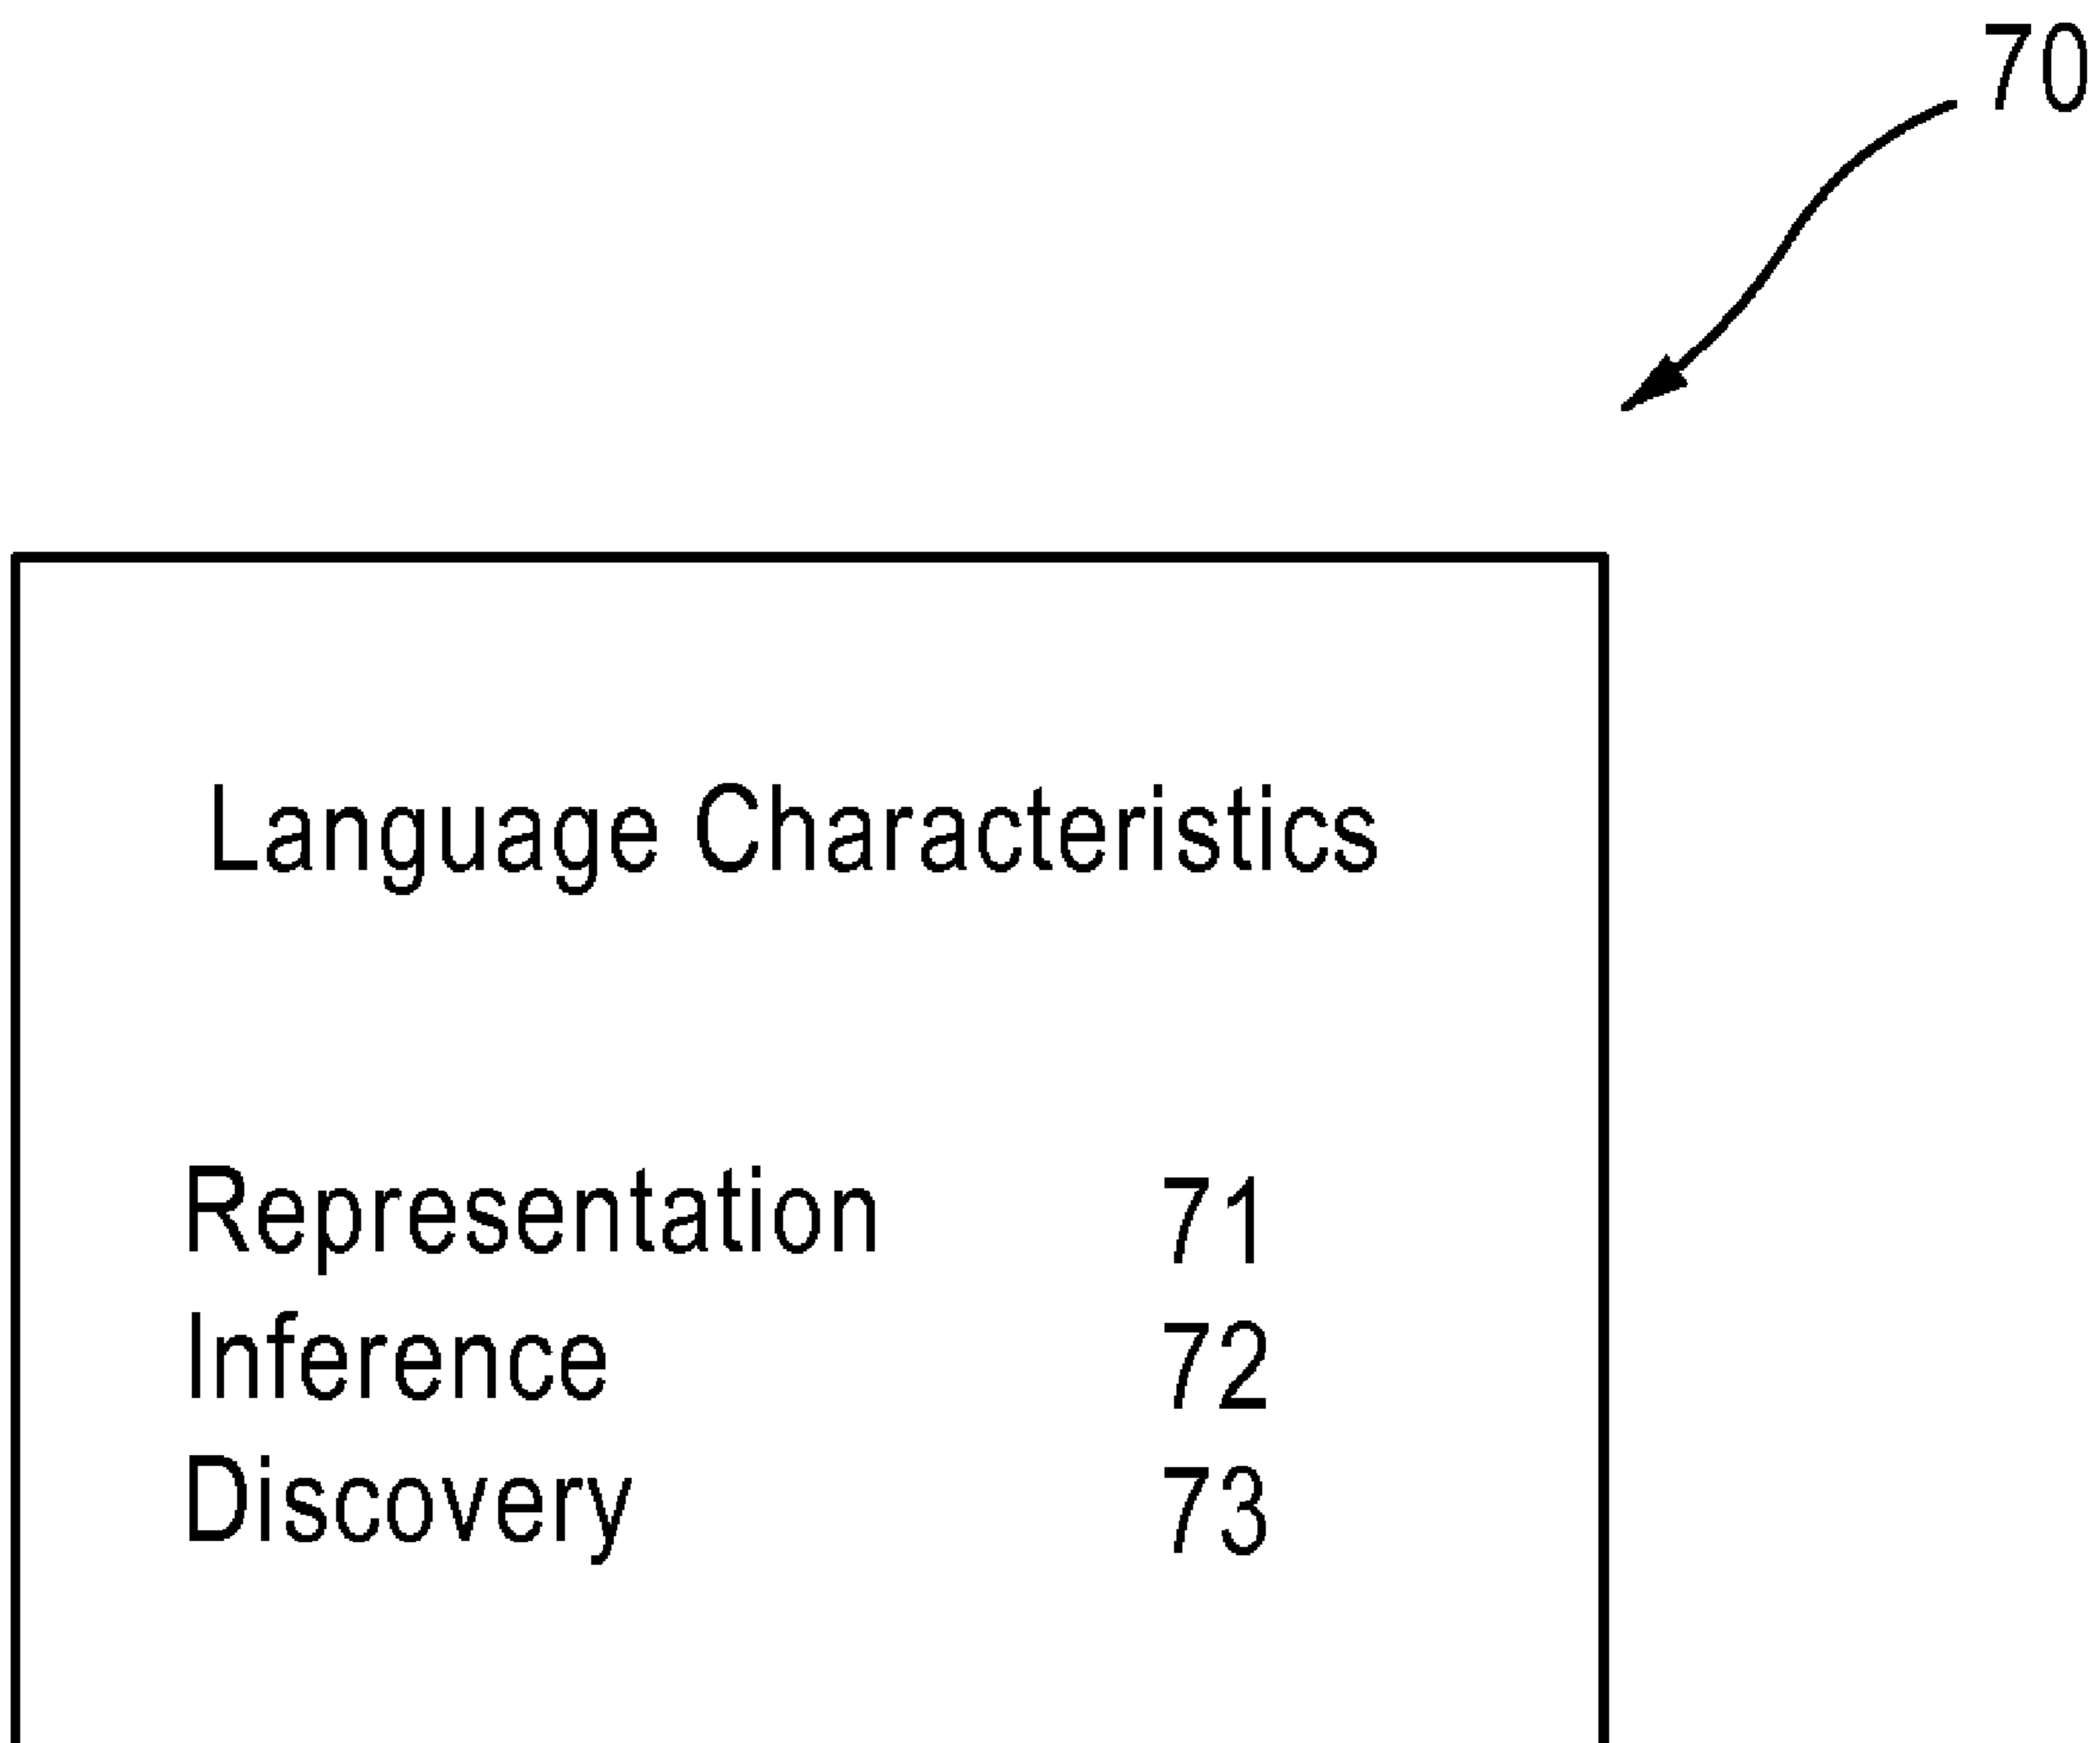 70
Language Characteristics
Representation 71
Inference 72
Discovery 73